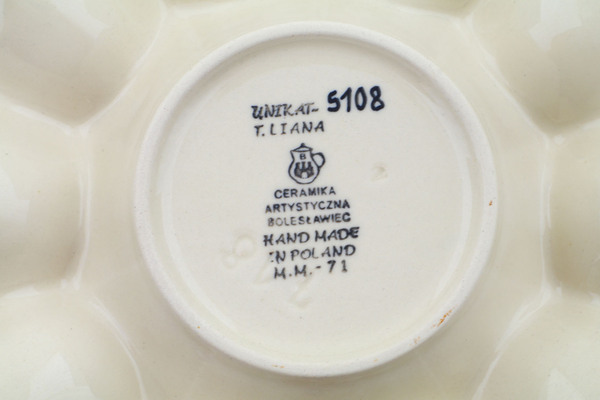 UNIKAT- 5108
T. LIANA
B
CERAMIKA
ARTYSTYCZNA
BOLESŁAWIEC
HAND MADE
IN POLAND
M.M.-71